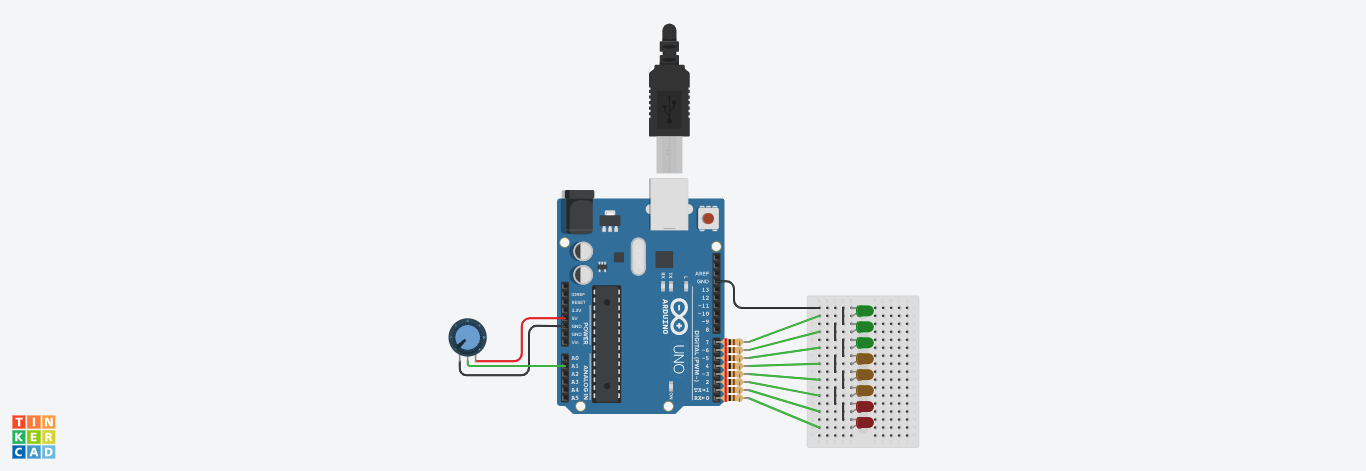 AREF
GND
13
12
~11
~10
~9
8
7
~6
~5
4
~3
2
TX→1
RX←0
DIGITAL (PWM~)
L
TX
RX
ON
ARDUINO
UNO
IOREF
RESET
3.3V
5V
GND
GND
Vin
POWER
A0
A1
A2
A3
A4
A5
ANALOG IN
TIN
KER
CAD